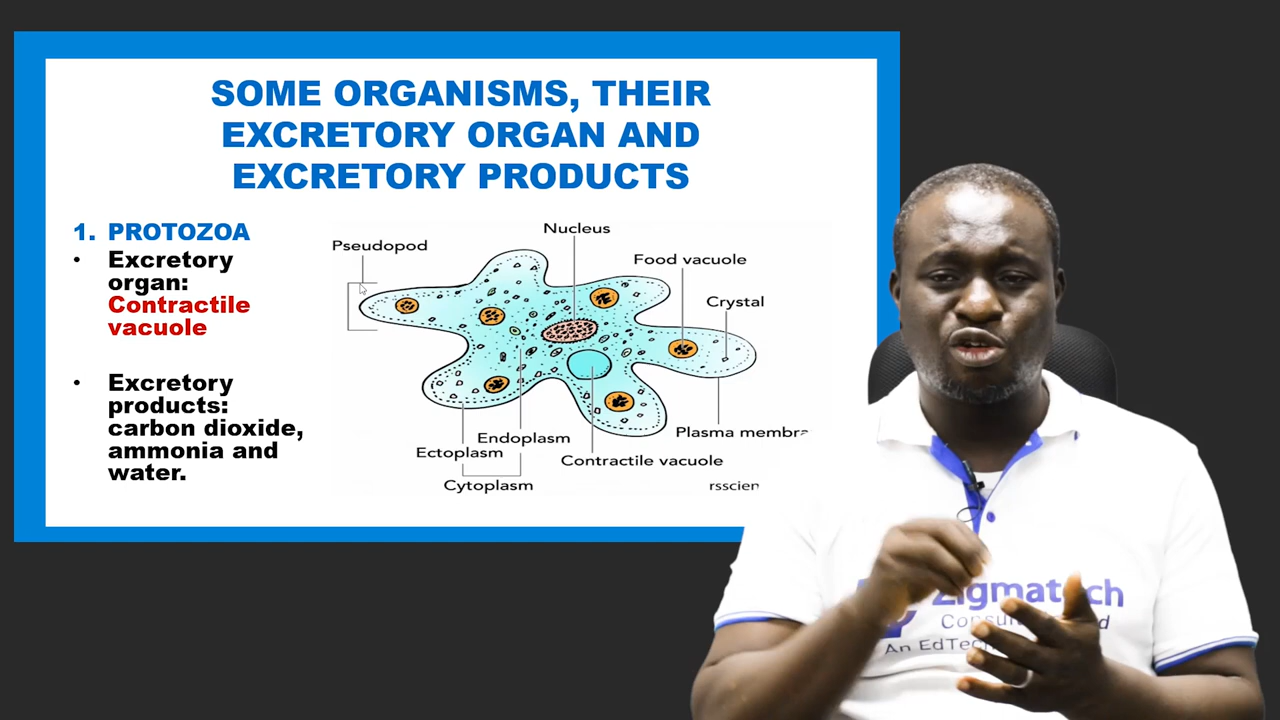 SOME ORGANISMS, THEIR
EXCRETORY ORGAN AND
EXCRETORY PRODUCTS
1. PROTOZOA
• Excretory
organ:
Contractile
vacuole
• Excretory
products:
carbon dioxide,
ammonia and
water.
Nucleus
Pseudopod
Food vacuole
Crystal
Plasma membra
Endoplasm
Ectoplasm
Contractile vacuole
Cytoplasm
rsscien
Zigmatech
An EdTec